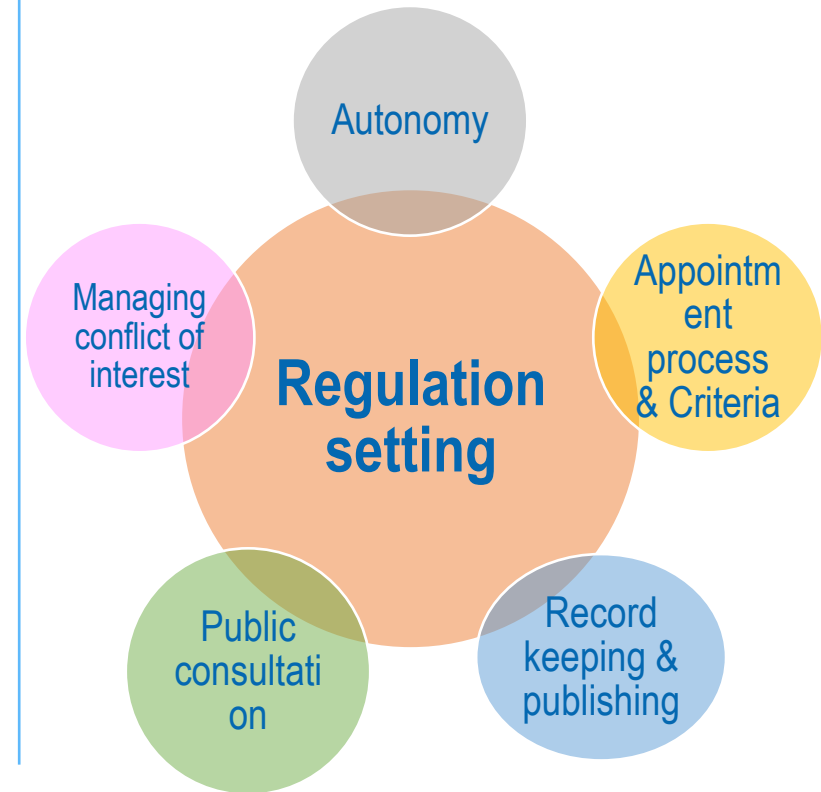 Autonomy
Appointm
ent
process
& Criteria
Managing
conflict of
interest
Regulation
setting
Record
keeping &
publishing
Public
consultati
on